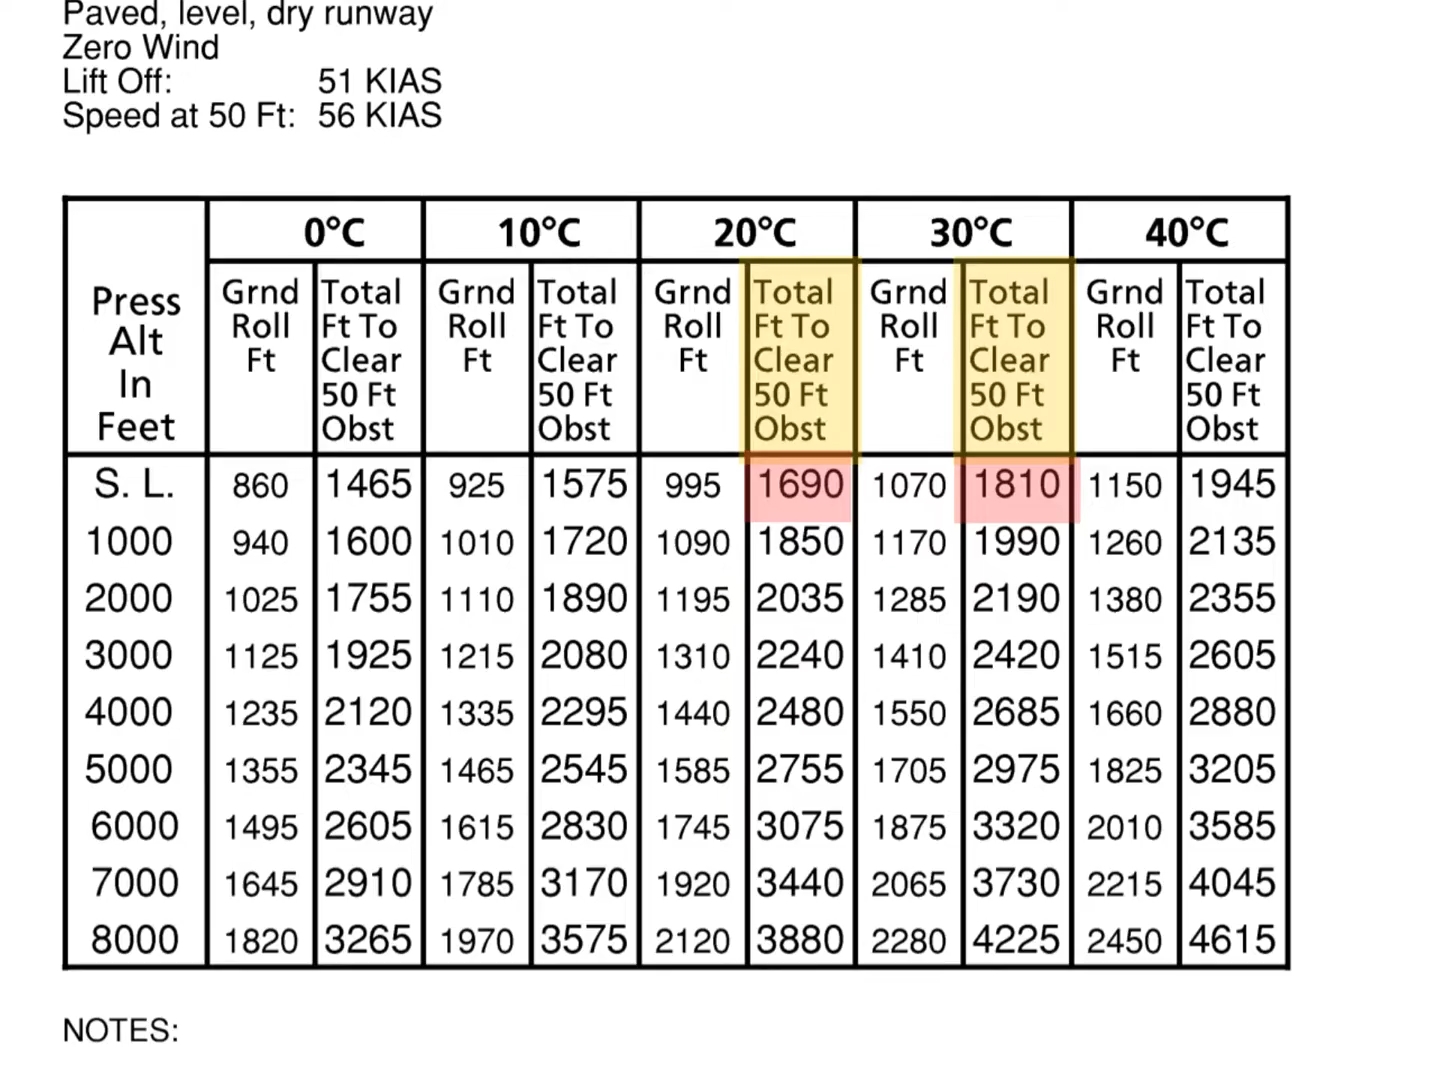 Paved, level, dry runway
Zero Wind
Lift Off: 51 KIAS
Speed at 50 Ft: 56 KIAS
0°C 10°C 20°C 30°C 40°C
Press Alt In Feet
Grnd Roll Ft
Total Ft To Clear 50 Ft Obst
Grnd Roll Ft
Total Ft To Clear 50 Ft Obst
Grnd Roll Ft
Total Ft To Clear 50 Ft Obst
Grnd Roll Ft
Total Ft To Clear 50 Ft Obst
Grnd Roll Ft
Total Ft To Clear 50 Ft Obst
S. L. 860 1465 925 1575 995 1690 1070 1810 1150 1945
1000 940 1600 1010 1720 1090 1850 1170 1990 1260 2135
2000 1025 1755 1110 1890 1195 2035 1285 2190 1380 2355
3000 1125 1925 1215 2080 1310 2240 1410 2420 1515 2605
4000 1235 2120 1335 2295 1440 2480 1550 2685 1660 2880
5000 1355 2345 1465 2545 1585 2755 1705 2975 1825 3205
6000 1495 2605 1615 2830 1745 3075 1875 3320 2010 3585
7000 1645 2910 1785 3170 1920 3440 2065 3730 2215 4045
8000 1820 3265 1970 3575 2120 3880 2280 4225 2450 4615
NOTES: